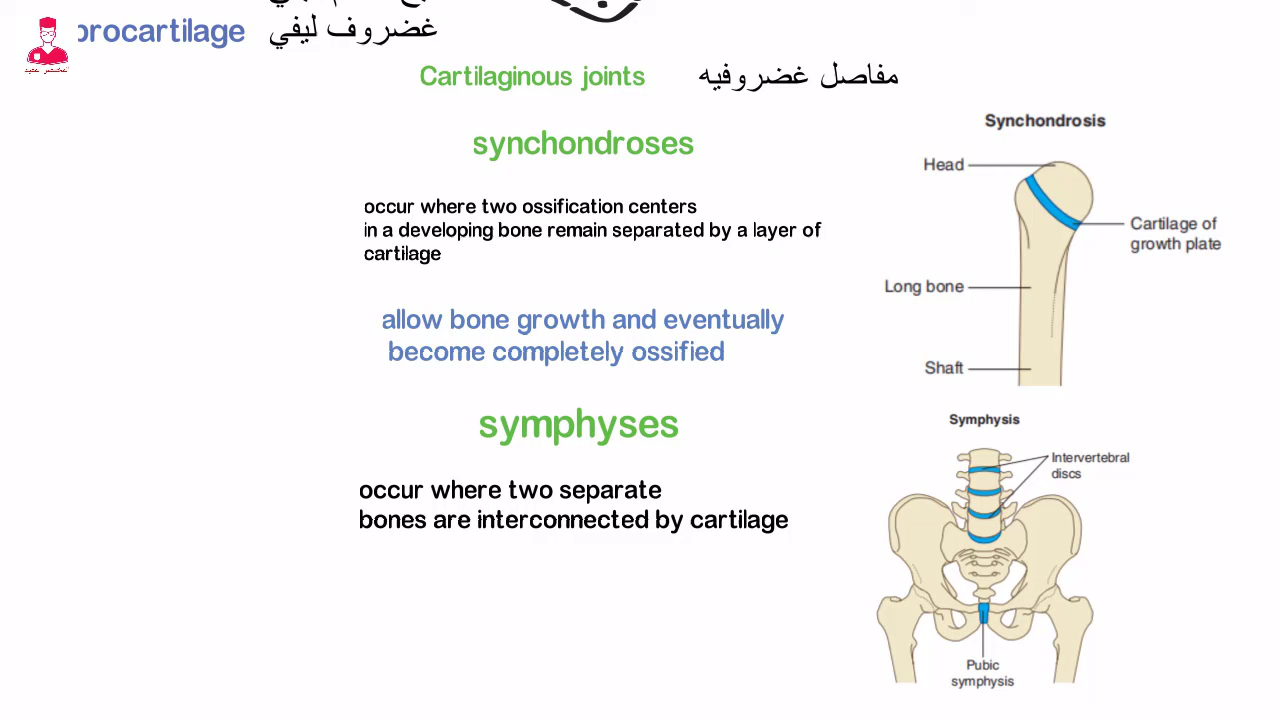 procartilage
غضروف ليفي
Cartilaginous joints
مفاصل غضروفيه
synchondroses
occur where two ossification centers
in a developing bone remain separated by a layer of
cartilage
allow bone growth and eventually
become completely ossified
symphyses
occur where two separate
bones are interconnected by cartilage
Synchondrosis
Head
Cartilage of
growth plate
Long bone
Shaft
Symphysis
Intervertebral
discs
Pubic
symphysis